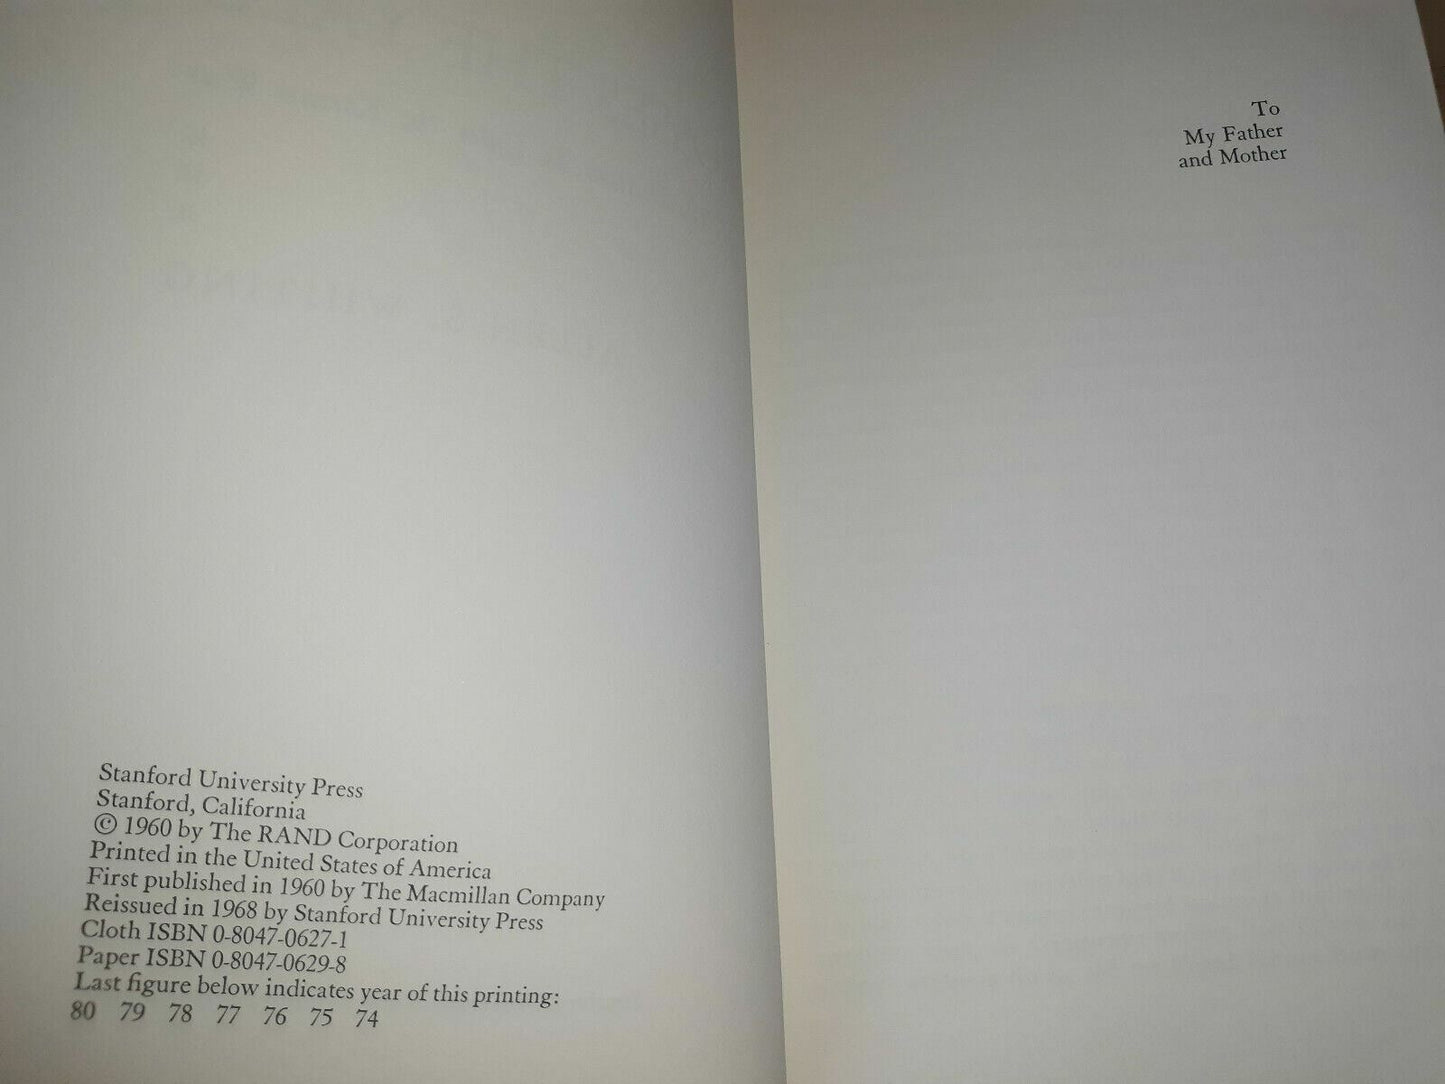 Stanford University Press
Stanford, California
© 1960 by The RAND Corporation
Printed in the United States of America
First published in 1960 by The Macmillan Company
Reissued in 1968 by Stanford University Press
Cloth ISBN 0-8047-0627-1
Paper ISBN 0-8047-0629-8
Last figure below indicates year of this printing:
80 79 78 77 76 75 74
To
My Father
and Mother